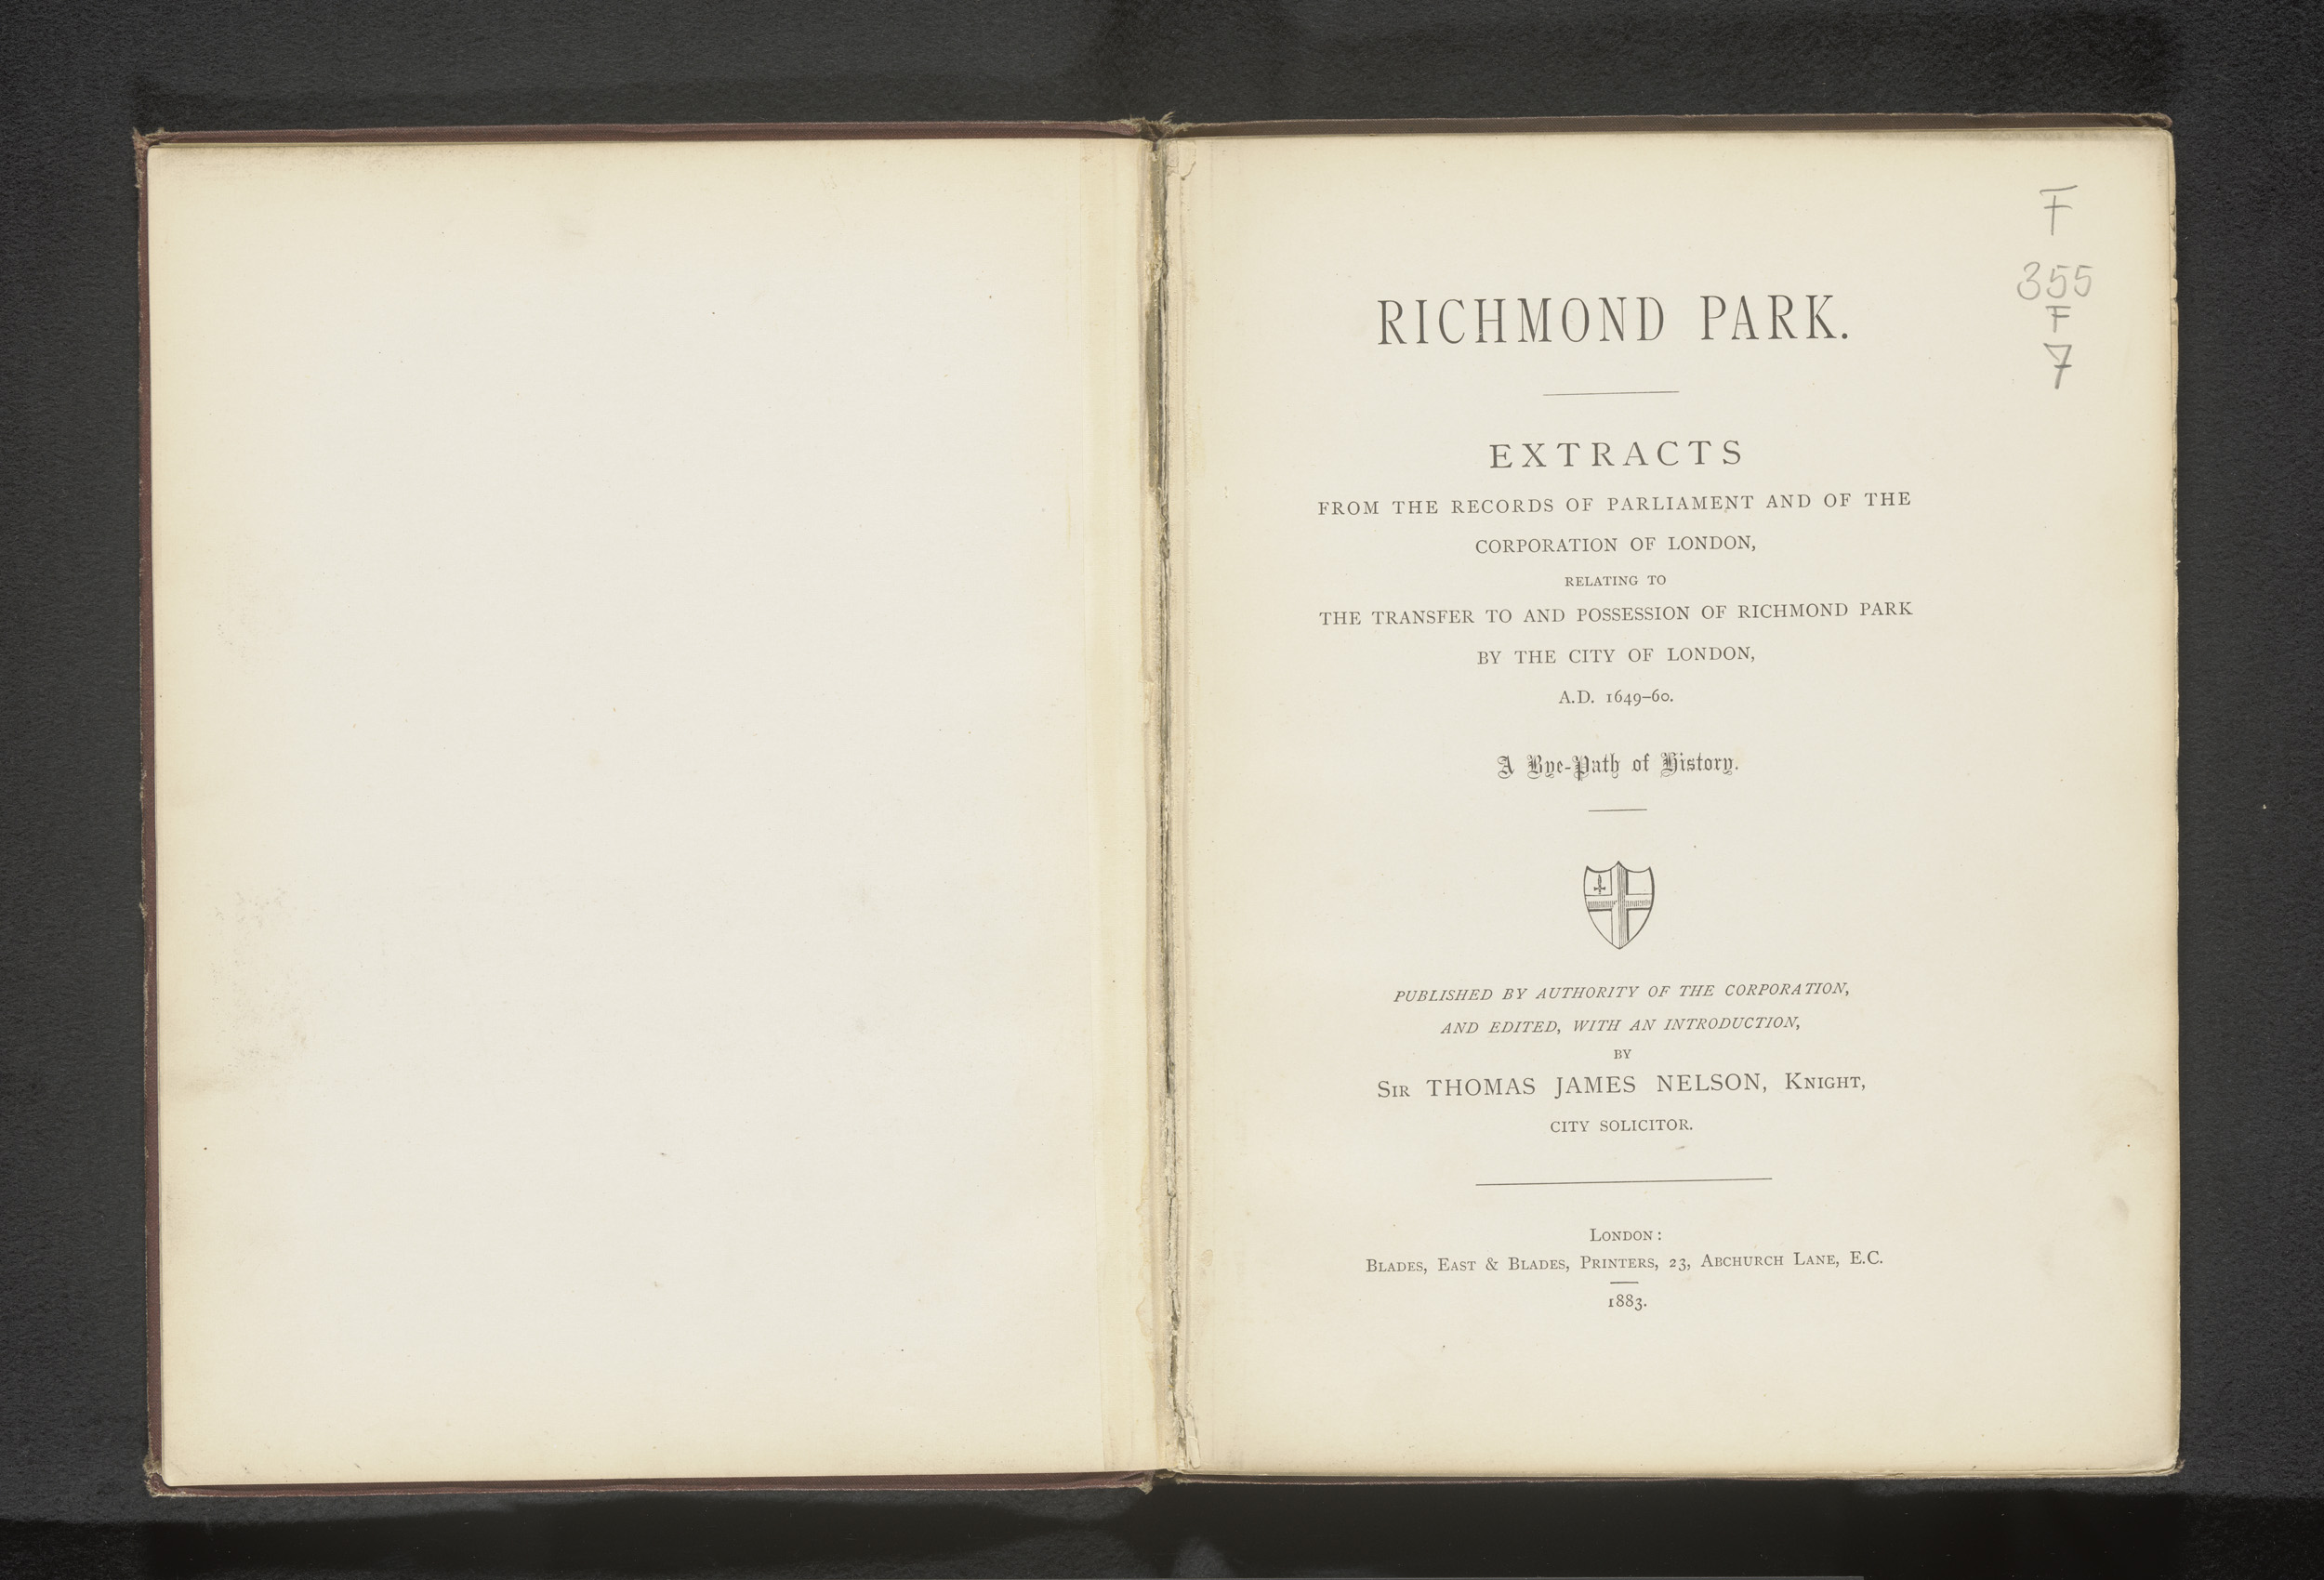 F
355
F
7
RICHMOND PARK.
EXTRACTS
FROM THE RECORDS OF PARLIAMENT AND OF THE
CORPORATION OF LONDON,
RELATING TO
THE TRANSFER TO AND POSSESSION OF RICHMOND PARK
BY THE CITY OF LONDON,
A.D. 1649–60.
A Bye-Path of History.
PUBLISHED BY AUTHORITY OF THE CORPORATION,
AND EDITED, WITH AN INTRODUCTION,
BY
SIR THOMAS JAMES NELSON, KNIGHT,
CITY SOLICITOR.
LONDON:
BLADES, EAST & BLADES, PRINTERS, 23, ABCHURCH LANE, E.C.
1883.